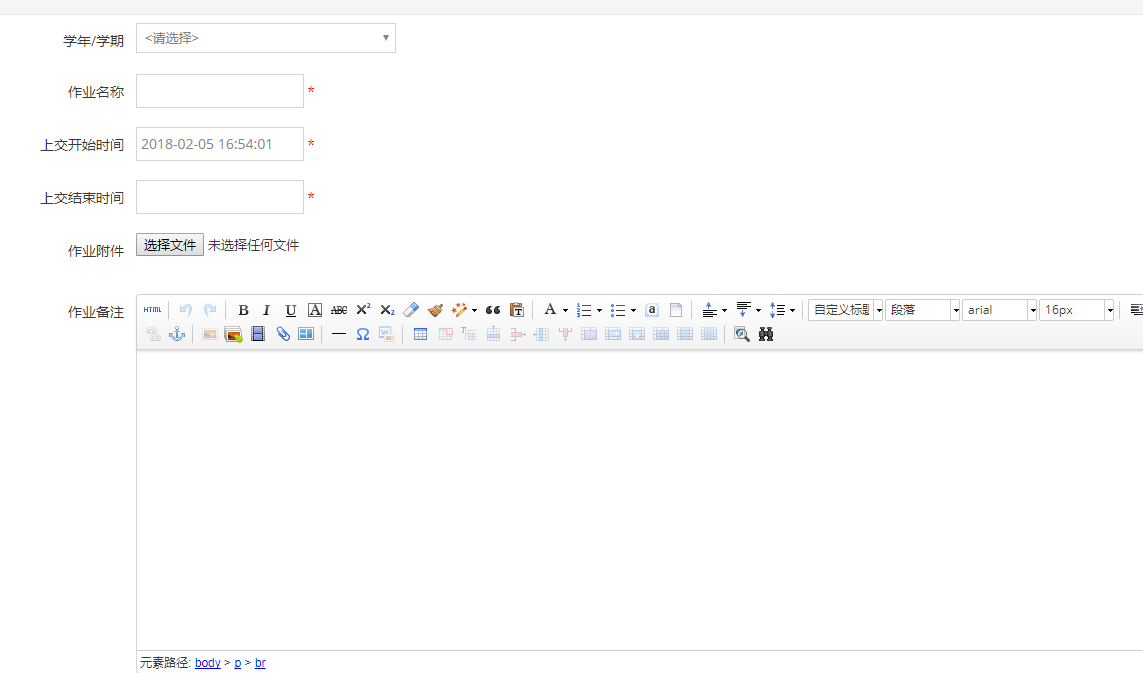 学年/学期 <请选择>
作业名称 *
上交开始时间 2018-02-05 16:54:01 *
上交结束时间 *
作业附件 选择文件 未选择任何文件
作业备注 HTML B I U A ABC X² X₂ A a 自定义标题 段落 arial 16px
Ω
元素路径: body > p > br